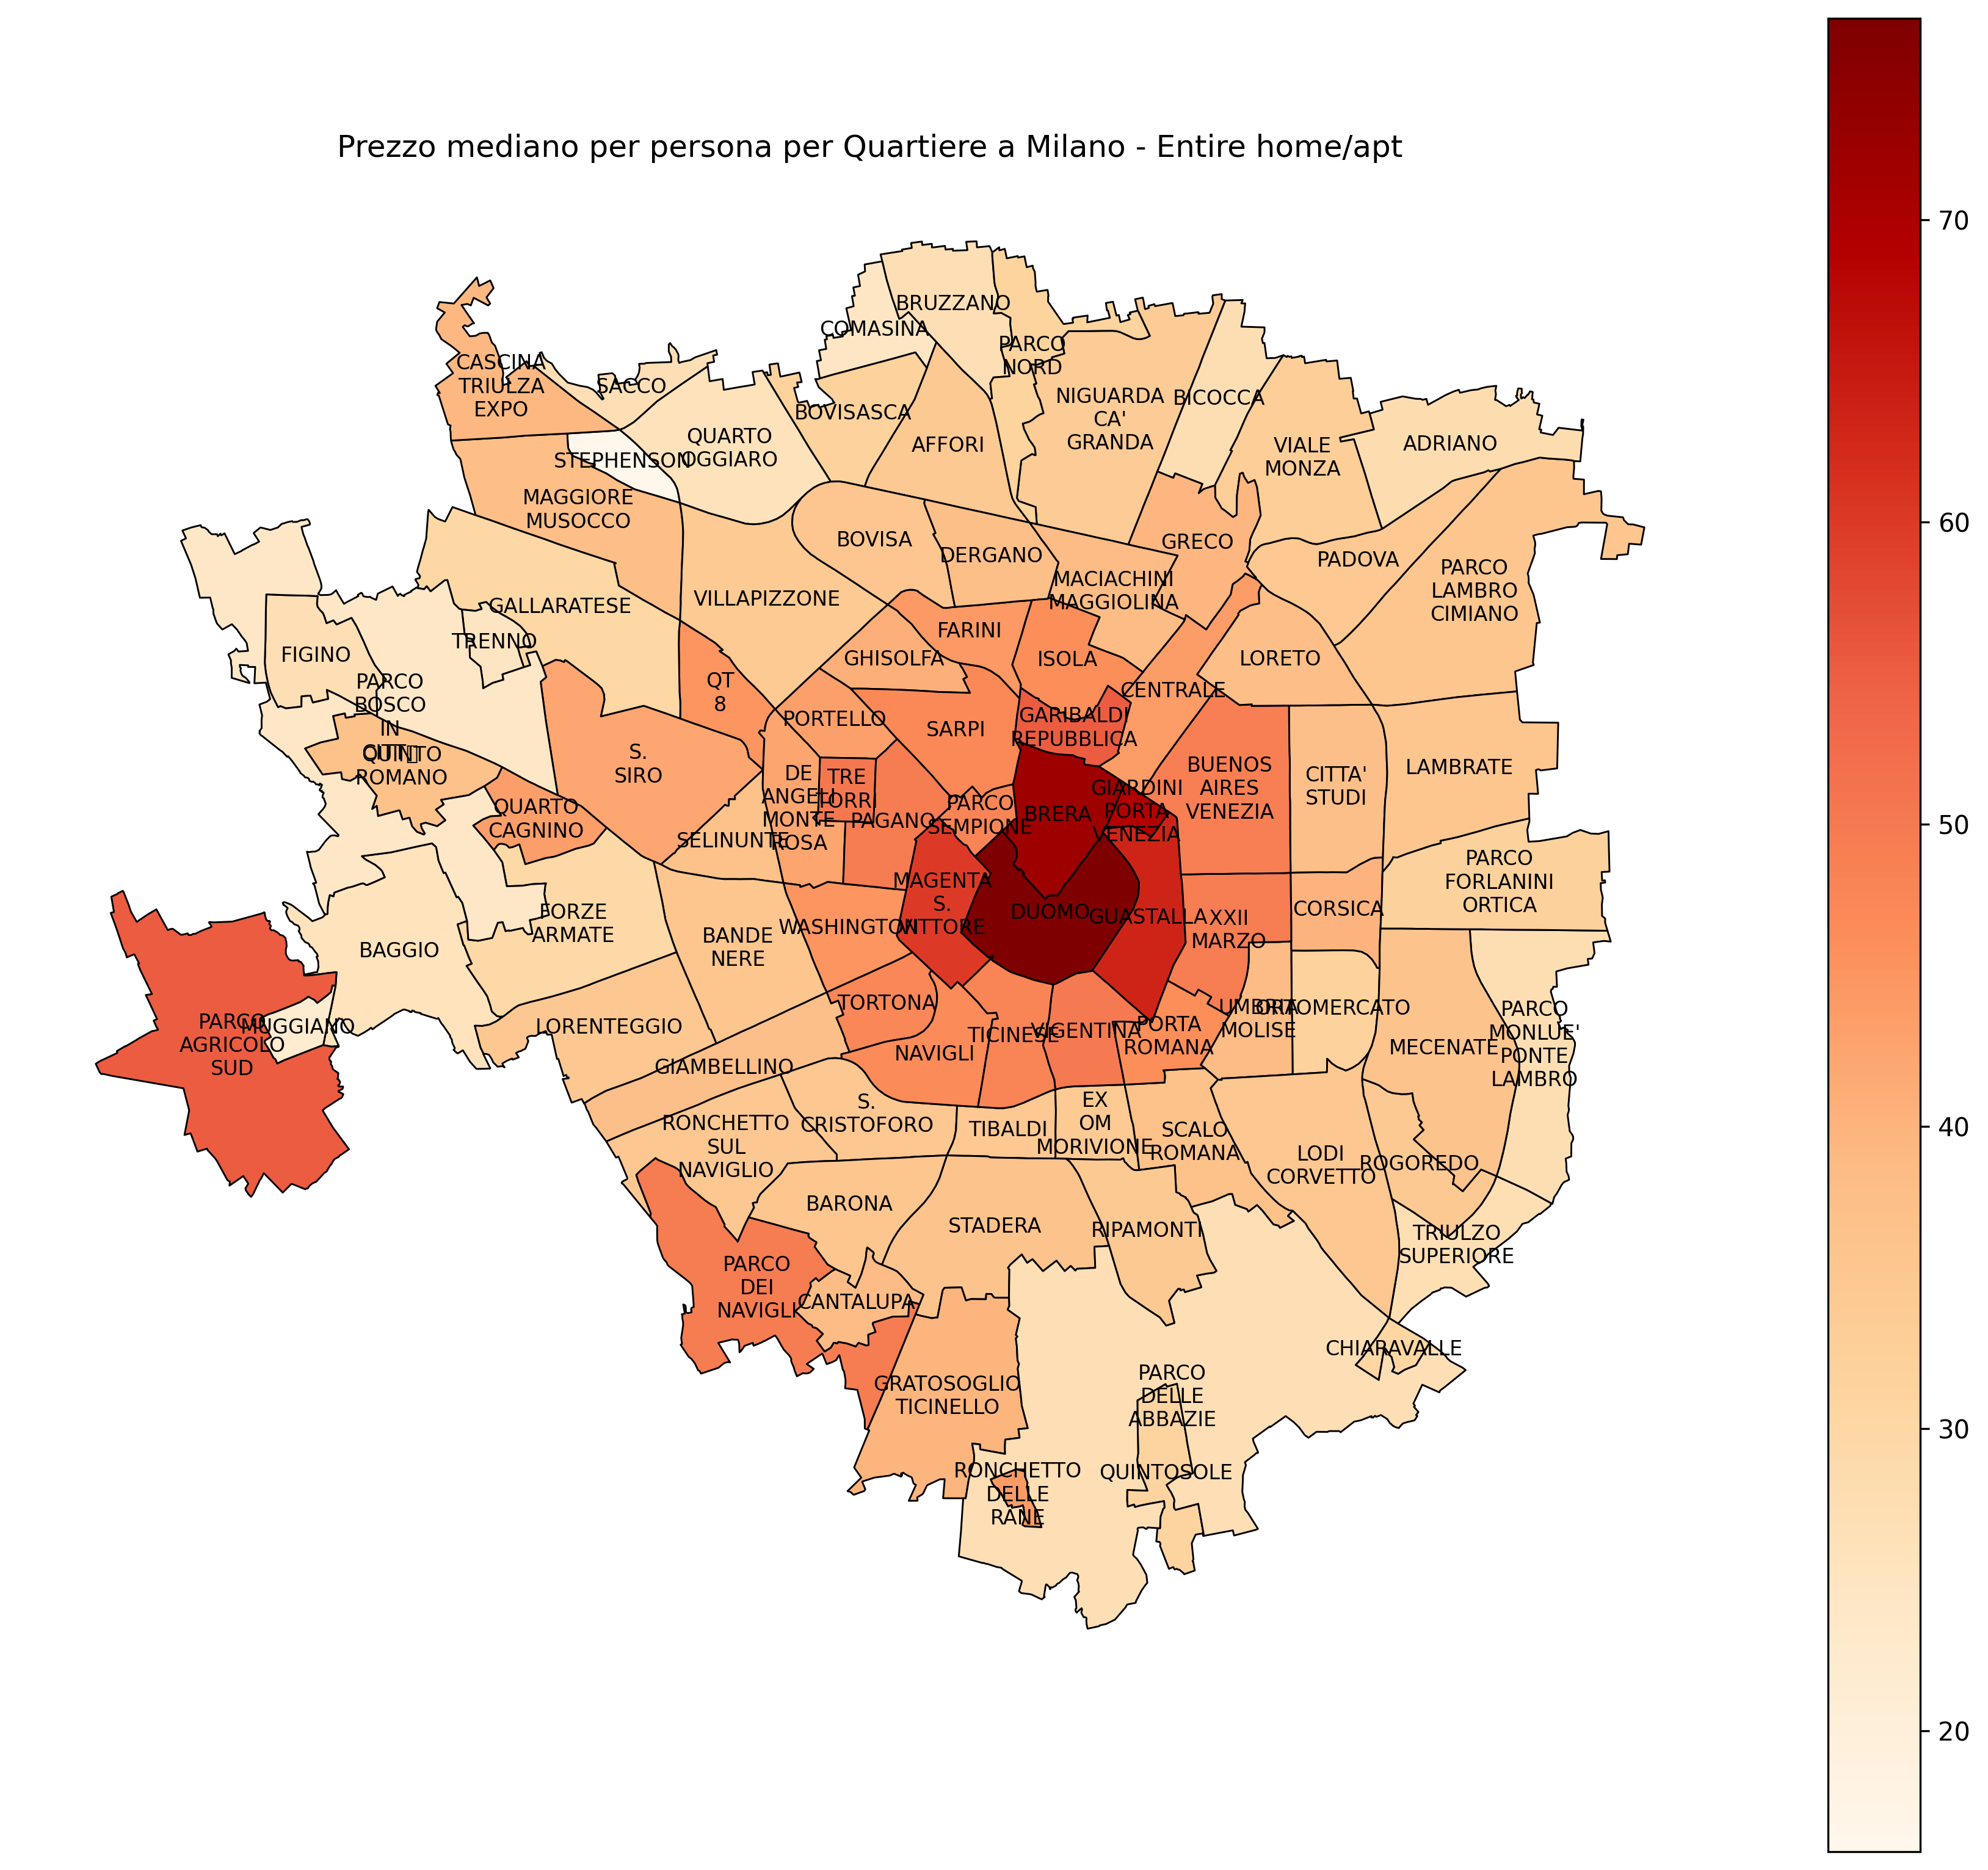 Prezzo mediano per persona per Quartiere a Milano - Entire home/apt
70
60
50
40
30
20
BRUZZANO
COMASINA
PARCO
NORD
CASCINA
TRIULZA
EXPO
SACCO
BOVISASCA
NIGUARDA
CA'
GRANDA
BICOCCA
QUARTO
OGGIARO
AFFORI
VIALE
MONZA
ADRIANO
STEPHENSON
MAGGIORE
MUSOCCO
BOVISA
DERGANO
GRECO
PADOVA
PARCO
LAMBRO
CIMIANO
MACIACHINI
MAGGIOLINA
GALLARATESE
VILLAPIZZONE
TRENNO
FIGINO
FARINI
GHISOLFA
ISOLA
LORETO
PARCO
BOSCO
IN
QT
8
CENTRALE
PORTELLO
SARPI
GARIBALDI
REPUBBLICA
QUINTO
ROMANO
S.
SIRO
DE
ANGELI
MONTE
ROSA
TRE
TORRI
BUENOS
AIRES
VENEZIA
CITTA'
STUDI
LAMBRATE
GIARDINI
PORTA
VENEZIA
QUARTO
CAGNINO
SELINUNTE
PAGANO
PARCO
SEMPIONE
BRERA
PARCO
FORLANINI
ORTICA
MAGENTA
S.
VITTORE
DUOMO
GUASTALLA
XXII
MARZO
CORSICA
FORZE
ARMATE
BAGGIO
BANDE
NERE
WASHINGTON
TORTONA
UMBRIA
MOLISE
ORTOMERCATO
PARCO
MONLUE'
PONTE
LAMBRO
PARCO
AGRICOLO
SUD
MUGGIANO
LORENTEGGIO
NAVIGLI
TICINESE
VIGENTINA
PORTA
ROMANA
MECENATE
GIAMBELLINO
RONCHETTO
SUL
NAVIGLIO
S.
CRISTOFORO
TIBALDI
EX
OM
MORIVIONE
SCALO
ROMANA
LODI
CORVETTO
ROGOREDO
BARONA
STADERA
RIPAMONTI
TRIULZO
SUPERIORE
PARCO
DEI
NAVIGLI
CANTALUPA
CHIARAVALLE
GRATOSOGLIO
TICINELLO
PARCO
DELLE
ABBAZIE
RONCHETTO
DELLE
RANE
QUINTOSOLE